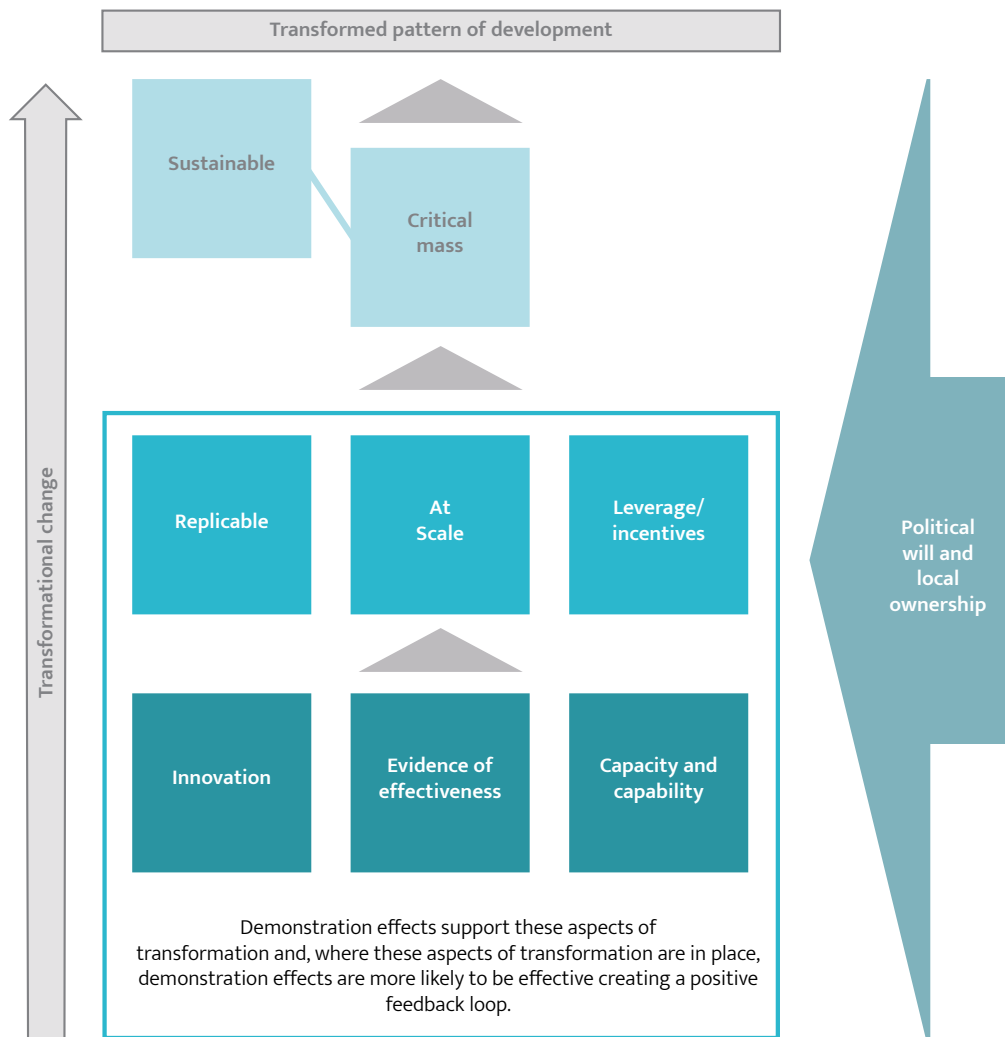 Transformed pattern of development
Sustainable
Critical
mass
Transformational change
Replicable
At
Scale
Leverage/
incentives
Political
will and
local
ownership
Innovation
Evidence of
effectiveness
Capacity and
capability
Demonstration effects support these aspects of
transformation and, where these aspects of transformation are in place,
demonstration effects are more likely to be effective creating a positive
feedback loop.